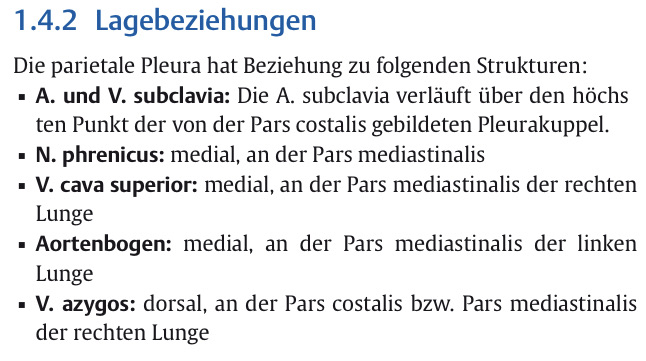 1.4.2 Lagebeziehungen
Die parietale Pleura hat Beziehung zu folgenden Strukturen:
▪ A. und V. subclavia: Die A. subclavia verläuft über den höchs
ten Punkt der von der Pars costalis gebildeten Pleurakuppel.
▪ N. phrenicus: medial, an der Pars mediastinalis
▪ V. cava superior: medial, an der Pars mediastinalis der rechten
Lunge
▪ Aortenbogen: medial, an der Pars mediastinalis der linken
Lunge
▪ V. azygos: dorsal, an der Pars costalis bzw. Pars mediastinalis
der rechten Lunge